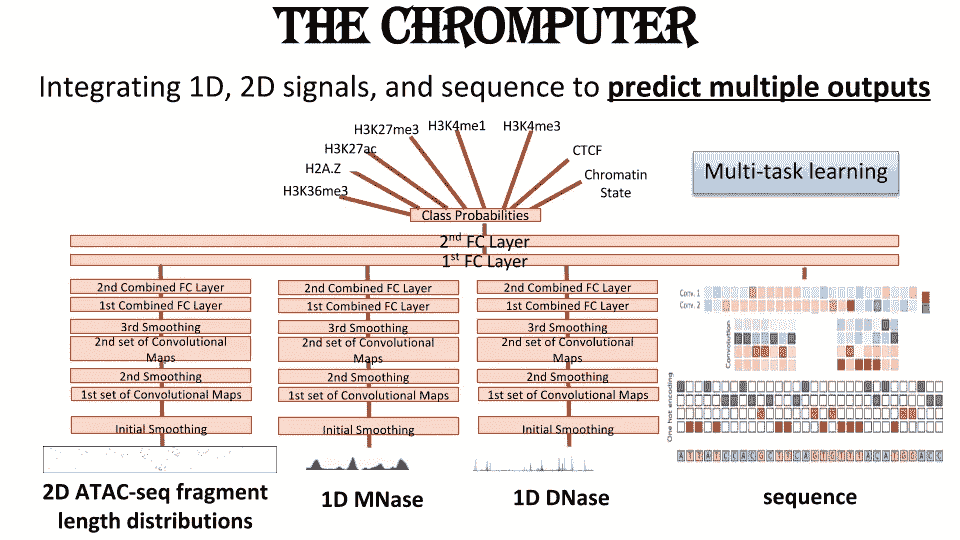 THE CHROMPUTER
Integrating 1D, 2D signals, and sequence to predict multiple outputs
H3K36me3
H2A.Z
H3K27ac
H3K27me3
H3K4me1
H3K4me3
CTCF
Chromatin
State
Multi-task learning
Class Probabilities
2nd FC Layer
1st FC Layer
2nd Combined FC Layer
1st Combined FC Layer
3rd Smoothing
2nd set of Convolutional
Maps
2nd Smoothing
1st set of Convolutional Maps
Initial Smoothing
2D ATAC-seq fragment
length distributions
2nd Combined FC Layer
1st Combined FC Layer
3rd Smoothing
2nd set of Convolutional
Maps
2nd Smoothing
1st set of Convolutional Maps
Initial Smoothing
1D MNase
2nd Combined FC Layer
1st Combined FC Layer
3rd Smoothing
2nd set of Convolutional
Maps
2nd Smoothing
1st set of Convolutional Maps
Initial Smoothing
1D DNase
Conv. 1
Conv. 2
Convolution
One hot encoding
sequence